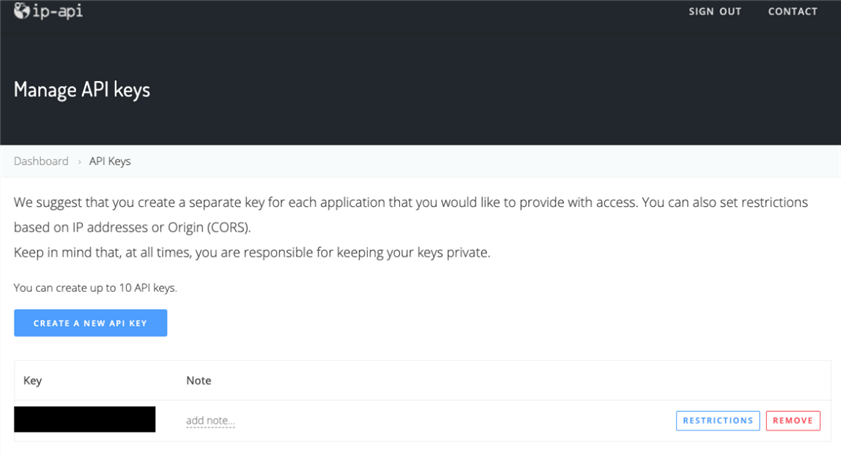 ip-api
SIGN OUT
CONTACT
Manage API keys
Dashboard › API Keys
We suggest that you create a separate key for each application that you would like to provide with access. You can also set restrictions
based on IP addresses or Origin (CORS).
Keep in mind that, at all times, you are responsible for keeping your keys private.
You can create up to 10 API keys.
CREATE A NEW API KEY
Key Note
add note... RESTRICTIONS REMOVE